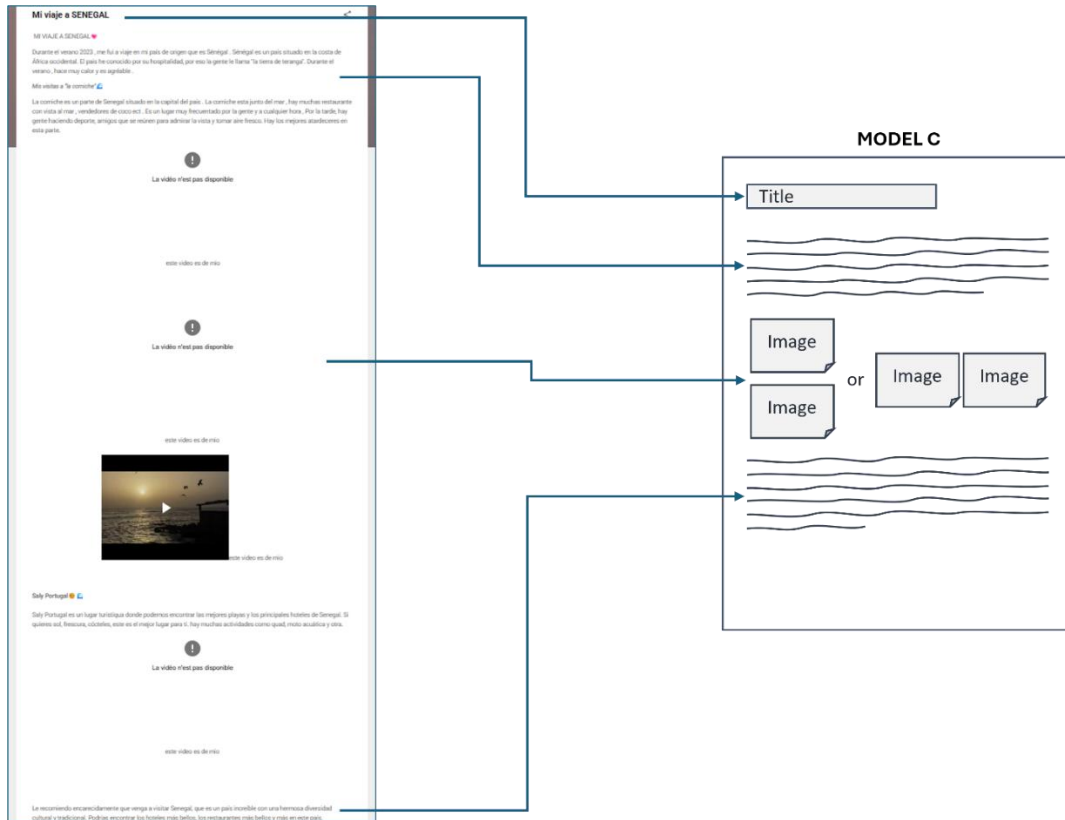 Mi viaje a SENEGAL
MI VIAJE A SENEGAL💗
Durante el verano 2023 , me fui a viaje en mi país de origen que es Sénégal . Sénégal es un país situado en la costa de
África occidental. El país he conocido por su hospitalidad, por eso la gente le llama "la tierra de teranga". Durante el
verano , hace muy calor y es agréable .
Mis visitas a "la corniche"🌊
La corniche es un parte de Senegal situado en la capital del país . La corniche esta junto del mar , hay muchas restaurante
con vista al mar , vendedores de coco ect . Es un lugar muy frecuentado por la gente y a cualquier hora,. Por la tarde, hay
gente haciendo deporte, amigos que se reúnen para admirar la vista y tomar aire fresco. Hay los mejores atardeceres en
esta parte.
La vidéo n'est pas disponible
este video es de mio
La vidéo n'est pas disponible
este video es de mio
este video es de mio
Saly Portugal🌞 🌊
Saly Portugal es un lugar turistiqua donde podemos encontrar las mejores playas y los principales hoteles de Senegal. Si
quieres sol, frescura, cócteles, este es el mejor lugar para ti. hay muchas actividades como quad, moto acuática y otra.
La vidéo n'est pas disponible
este video es de mio
Le recomiendo encarecidamente que venga a visitar Senegal, que es un país increíble con una hermosa diversidad
cultural y tradicional. Podrías encontrar los hoteles más bellos, los restaurantes más bellos y más en este país.
MODEL C
Title
Image
Image
or
Image
Image